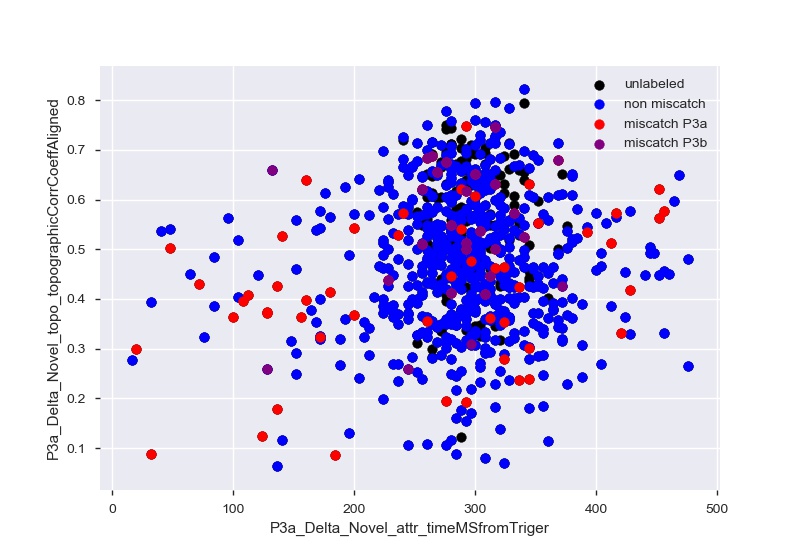 unlabeled
non miscatch
miscatch P3a
miscatch P3b
0.8
0.7
0.6
0.5
0.4
0.3
0.2
0.1
P3a_Delta_Novel_topo_topographicCorrCoeffAligned
0
100
200
300
400
500
P3a_Delta_Novel_attr_timeMSfromTriger